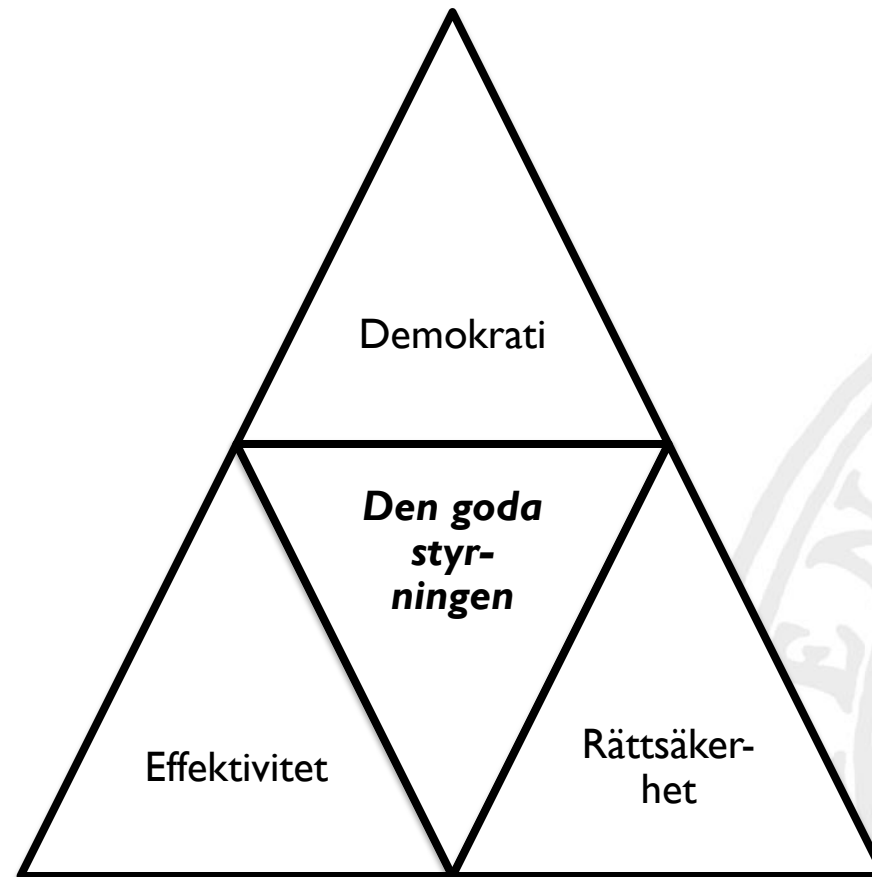 Demokrati
Den goda
styr-
ningen
Effektivitet
Rättsäker-
het